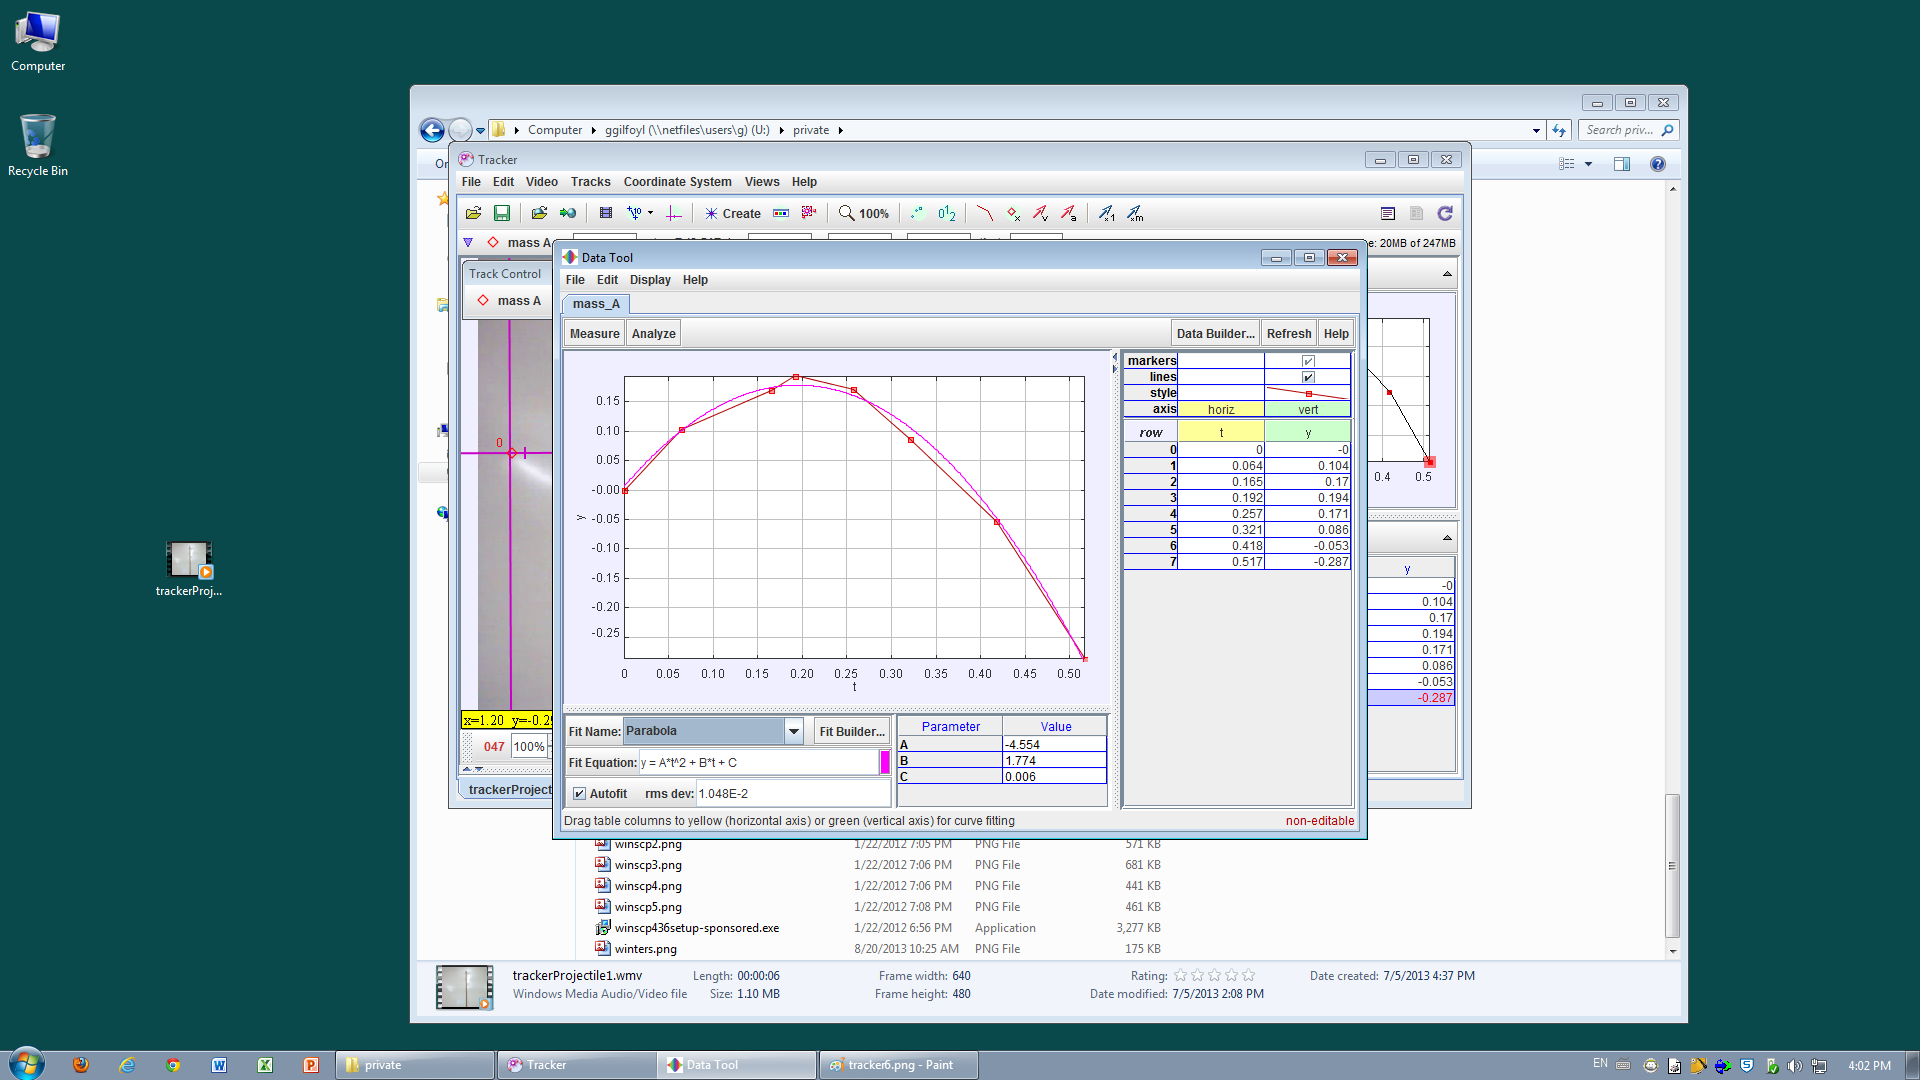 Computer
Recycle Bin
trackerProj...
Computer ggilfoyl (\\netfiles\users\g) (U:) private
Search priv...
Or
Tracker
File Edit Video Tracks Coordinate System Views Help
Create 100%
mass A
e: 20MB of 247MB
Track Control
mass A
0
x=1.20 y=-0.29
047 100%
trackerProject
0.4 0.5
y
-0
0.104
0.17
0.194
0.171
0.086
-0.053
-0.287
Data Tool
File Edit Display Help
mass_A
Measure Analyze Data Builder... Refresh Help
0.15
0.10
0.05
-0.00
-0.05
-0.10
-0.15
-0.20
-0.25
y
0 0.05 0.10 0.15 0.20 0.25 0.30 0.35 0.40 0.45 0.50
t
markers
lines
style
axis horiz vert
row t y
0 0 -0
1 0.064 0.104
2 0.165 0.17
3 0.192 0.194
4 0.257 0.171
5 0.321 0.086
6 0.418 -0.053
7 0.517 -0.287
Fit Name: Parabola Fit Builder...
Fit Equation: y = A*t^2 + B*t + C
Autofit rms dev: 1.048E-2
Parameter Value
A -4.554
B 1.774
C 0.006
Drag table columns to yellow (horizontal axis) or green (vertical axis) for curve fitting non-editable
winscp2.png 1/22/2012 7:05 PM PNG File 571 KB
winscp3.png 1/22/2012 7:06 PM PNG File 681 KB
winscp4.png 1/22/2012 7:06 PM PNG File 441 KB
winscp5.png 1/22/2012 7:08 PM PNG File 461 KB
winscp436setup-sponsored.exe 1/22/2012 6:56 PM Application 3,277 KB
winters.png 8/20/2013 10:25 AM PNG File 175 KB
trackerProjectile1.wmv Length: 00:00:06 Frame width: 640 Rating: Date created: 7/5/2013 4:37 PM
Windows Media Audio/Video file Size: 1.10 MB Frame height: 480 Date modified: 7/5/2013 2:08 PM
private Tracker Data Tool tracker6.png - Paint EN 4:02 PM